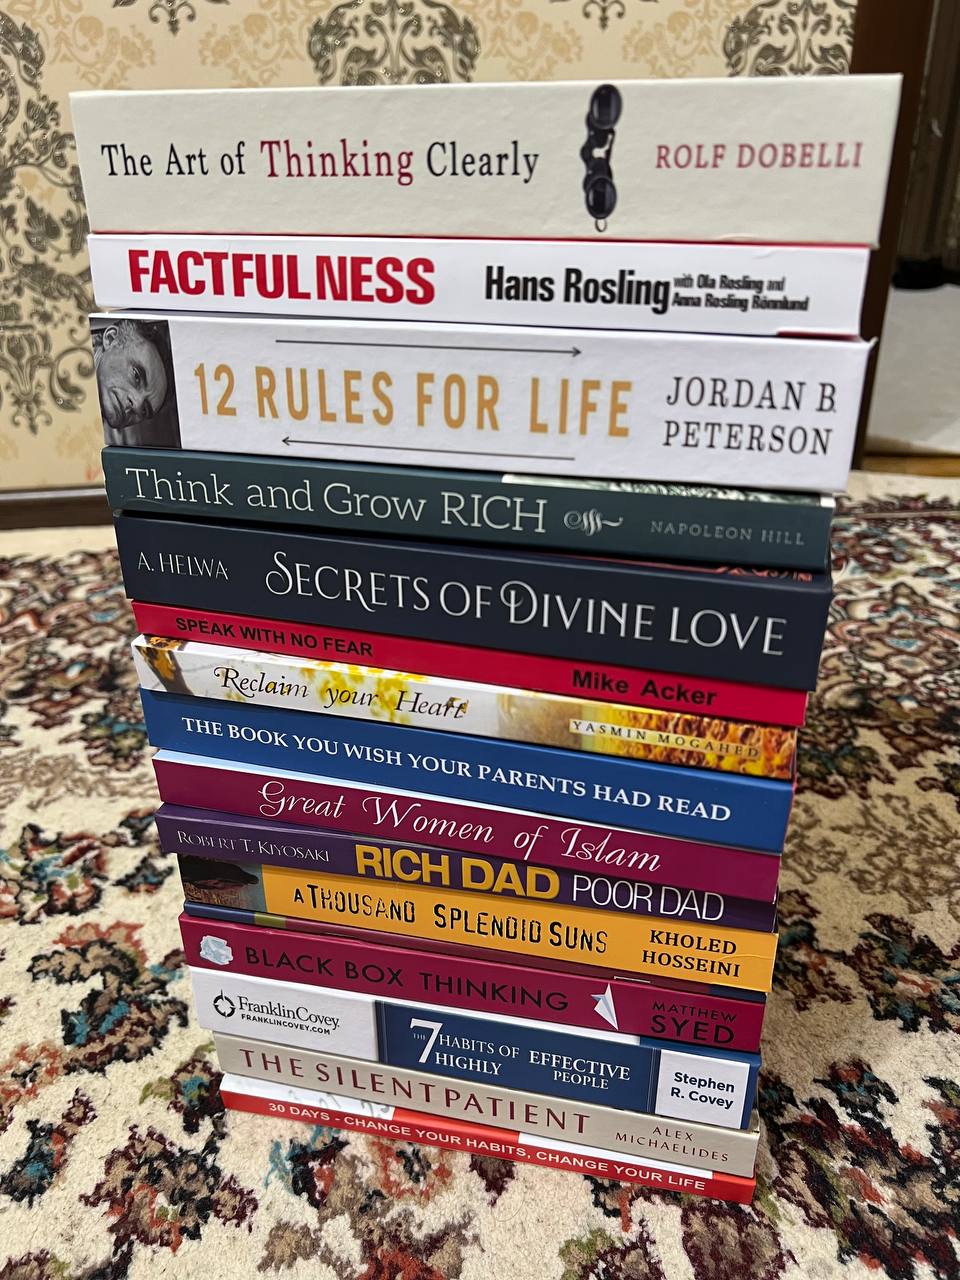 The Art of Thinking Clearly ROLF DOBELLI
FACTFULNESS Hans Rosling with Ola Rosling and
Anna Rosling Rönnlund
12 RULES FOR LIFE JORDAN B
PETERSON
Think and Grow RICH NAPOLEON HILL
A. HELWA SECRETS OF DIVINE LOVE
SPEAK WITH NO FEAR Mike Acker
Reclaim your Heart YASMIN MOGAHED
THE BOOK YOU WISH YOUR PARENTS HAD READ
Great Women of Islam
ROBERT T. KIYOSAKI RICH DAD POOR DAD
A THOUSAND SPLENDID SUNS KHOLED
HOSSEINI
BLACK BOX THINKING MATTHEW
SYED
FranklinCovey
FRANKLINCOVEY.COM
THE 7 HABITS OF
HIGHLY
EFFECTIVE
PEOPLE
Stephen
R. Covey
THE SILENT PATIENT ALEX
MICHAELIDES
30 DAYS - CHANGE YOUR HABITS, CHANGE YOUR LIFE